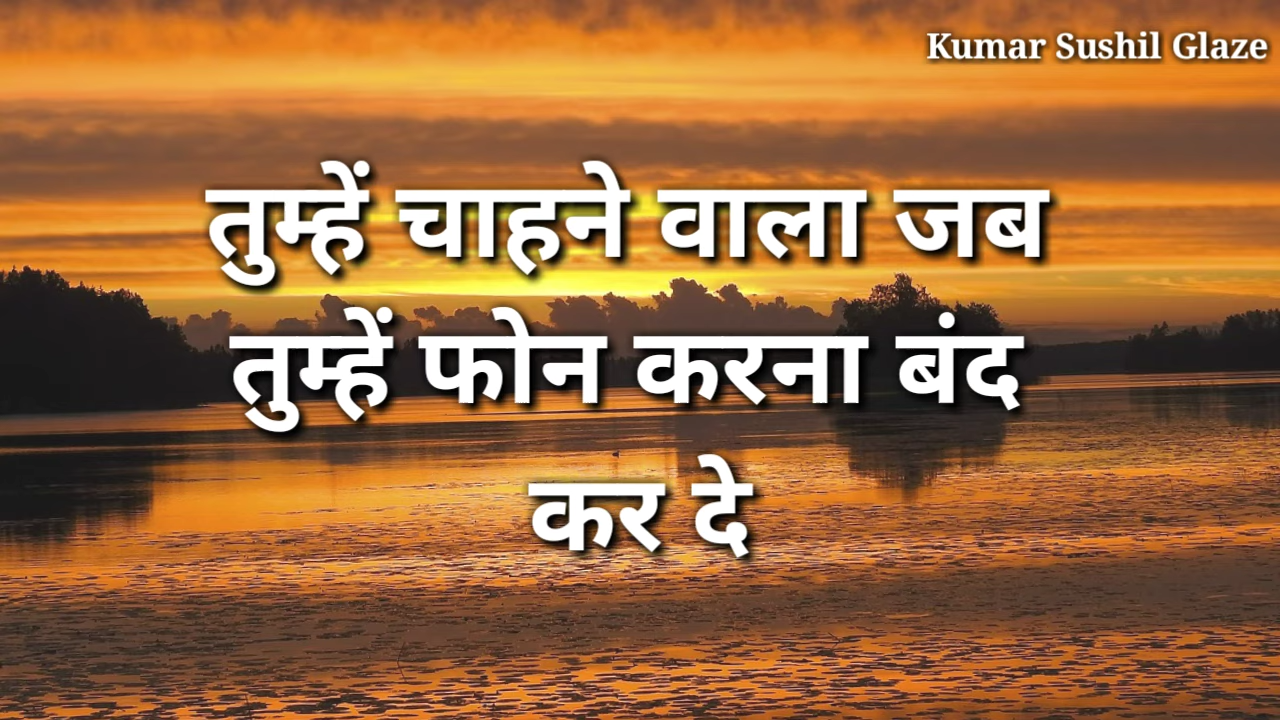 Kumar Sushil Glaze
तुम्हें चाहने वाला जब
तुम्हें फोन करना बंद
कर दे